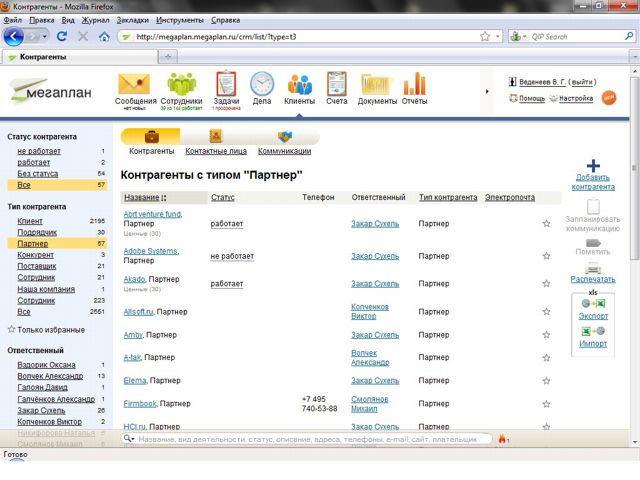 Контрагенты - Mozilla Firefox
Файл Правка Вид Журнал Закладки Инструменты Справка
http://megaplan.megaplan.ru/crm/list/?type=t3
QIP Search
Контрагенты
мегаплан
Сообщения Сотрудники Задачи Дела Клиенты Счета Документы Отчёты
нет новых 39 из 144 работает 1 просрочена
Веденеев В. Г. ( выйти )
Помощь Настройка
Статус контрагента
не работает 1
работает 2
Без статуса 54
Все 57
Тип контрагента
Клиент 2195
Подрядчик 30
Партнер 57
Конкурент 3
Поставщик 21
Сотрудник 21
Наша компания 1
Сотрудник 223
Все 2551
Только избранные
Ответственный
Вздорик Оксана 1
Волчек Александр 13
Галоян Давид 1
Галчёнков Александр 1
Закар Сухель 26
Копченков Виктор 2
Никифорова Наталья
Смолянов Михаил
Контрагенты Контактные лица Коммуникации
Контрагенты с типом "Партнер"
Название Статус Телефон Ответственный Тип контрагента Электропочта
Abrt venture fund, Партнер
Ценные (30)
работает Закар Сухель Партнер
Adobe Systems, Партнер
не работает Закар Сухель Партнер
Akado, Партнер
Ценные (30)
работает Закар Сухель Партнер
Allsoft.ru, Партнер Копченков Виктор Партнер
Amby, Партнер Закар Сухель Партнер
A-tak, Партнер Волчек Александр Партнер
Elema, Партнер Закар Сухель Партнер
Firmbook, Партнер +7 495 740-53-88 Смолянов Михаил Партнер
HCl.ru, Партнер Закар Сухель Партнер
Добавить контрагента
Запланировать коммуникацию
Пометить
Распечатать
xls
Экспорт
Импорт
Название, вид деятельности, статус, описание, адреса, телефоны, e-mail, сайт, плательщик
1
Готово